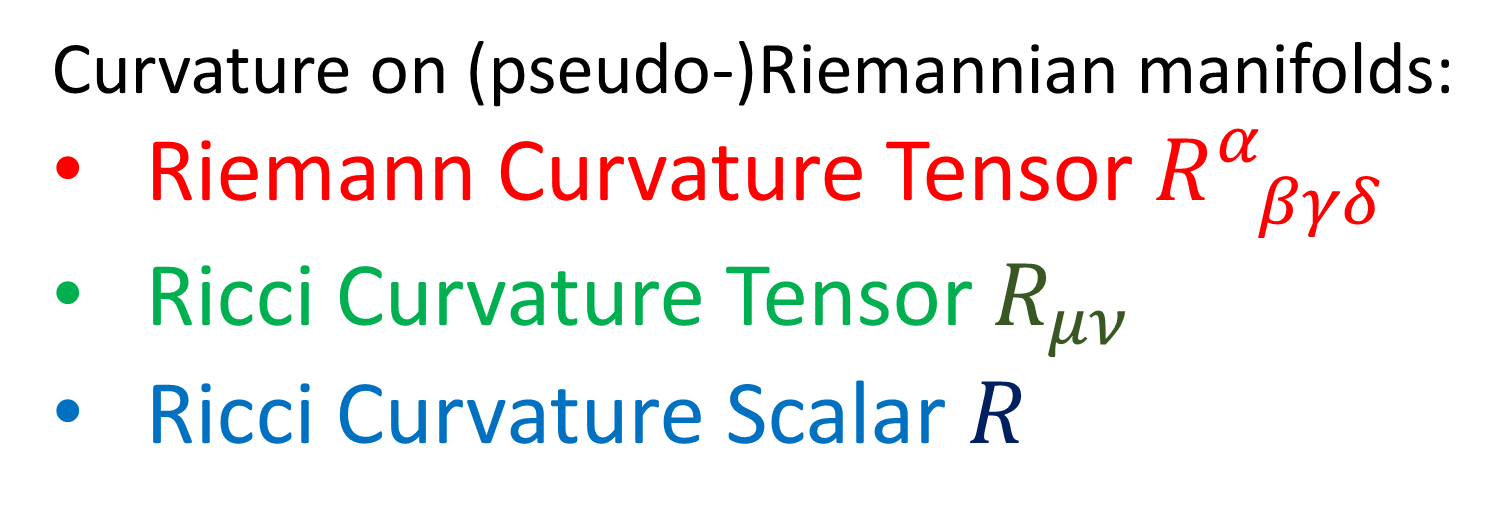 Curvature on (pseudo-)Riemannian manifolds:
• Riemann Curvature Tensor 𝑅^𝛼_𝛽𝛾𝛿
• Ricci Curvature Tensor 𝑅_𝜇𝜈
• Ricci Curvature Scalar 𝑅